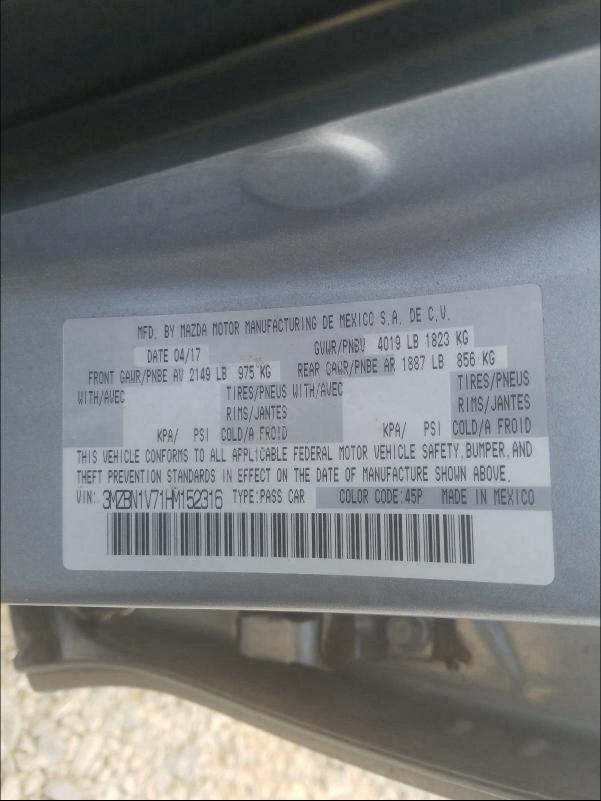 MFD. BY MAZDA MOTOR MANUFACTURING DE MEXICO S.A. DE C.V.
DATE 04/17 GVWR/PNBV 4019 LB 1823 KG
FRONT GAWR/PNBE AV 2149 LB 975 KG REAR GAWR/PNBE AR 1887 LB 856 KG
WITH/AVEC TIRES/PNEUS WITH/AVEC TIRES/PNEUS
RIMS/JANTES RIMS/JANTES
KPA/ PSI COLD/A FROID KPA/ PSI COLD/A FROID
THIS VEHICLE CONFORMS TO ALL APPLICABLE FEDERAL MOTOR VEHICLE SAFETY, BUMPER, AND
THEFT PREVENTION STANDARDS IN EFFECT ON THE DATE OF MANUFACTURE SHOWN ABOVE.
VIN: 3MZBN1V71HM152316 TYPE: PASS CAR COLOR CODE: 45P MADE IN MEXICO